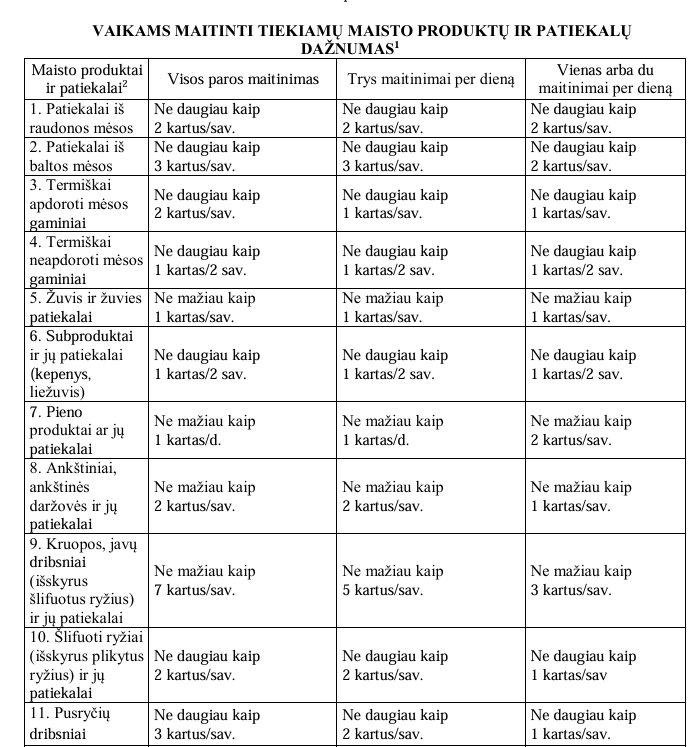 VAIKAMS MAITINTI TIEKIAMŲ MAISTO PRODUKTŲ IR PATIEKALŲ
DAŽNUMAS¹
Maisto produktai
ir patiekalai²
Visos paros maitinimas
Trys maitinimai per dieną
Vienas arba du
maitinimai per dieną
1. Patiekalai iš
raudonos mėsos
Ne daugiau kaip
2 kartus/sav.
Ne daugiau kaip
2 kartus/sav.
Ne daugiau kaip
2 kartus/sav.
2. Patiekalai iš
baltos mėsos
Ne daugiau kaip
3 kartus/sav.
Ne daugiau kaip
3 kartus/sav.
Ne daugiau kaip
2 kartus/sav.
3. Termiškai
apdoroti mėsos
gaminiai
Ne daugiau kaip
2 kartus/sav.
Ne daugiau kaip
1 kartas/sav.
Ne daugiau kaip
1 kartas/sav.
4. Termiškai
neapdoroti mėsos
gaminiai
Ne daugiau kaip
1 kartas/2 sav.
Ne daugiau kaip
1 kartas/2 sav.
Ne daugiau kaip
1 kartas/2 sav.
5. Žuvis ir žuvies
patiekalai
Ne mažiau kaip
1 kartas/sav.
Ne mažiau kaip
1 kartas/sav.
Ne mažiau kaip
1 kartas/sav.
6. Subproduktai
ir jų patiekalai
(kepenys,
liežuvis)
Ne daugiau kaip
1 kartas/2 sav.
Ne daugiau kaip
1 kartas/2 sav.
Ne daugiau kaip
1 kartas/2 sav.
7. Pieno
produktai ar jų
patiekalai
Ne mažiau kaip
1 kartas/d.
Ne mažiau kaip
1 kartas/d.
Ne mažiau kaip
2 kartus/sav.
8. Ankštiniai,
ankštinės
daržovės ir jų
patiekalai
Ne mažiau kaip
2 kartus/sav.
Ne mažiau kaip
2 kartus/sav.
Ne mažiau kaip
1 kartas/sav.
9. Kruopos, javų
dribsniai
(išskyrus
šlifuotus ryžius)
ir jų patiekalai
Ne mažiau kaip
7 kartus/sav.
Ne mažiau kaip
5 kartus/sav.
Ne mažiau kaip
3 kartus/sav.
10. Šlifuoti ryžiai
(išskyrus plikytus
ryžius) ir jų
patiekalai
Ne daugiau kaip
2 kartus/sav.
Ne daugiau kaip
2 kartus/sav.
Ne daugiau kaip
1 kartas/sav
11. Pusryčių
dribsniai
Ne daugiau kaip
3 kartus/sav.
Ne daugiau kaip
2 kartus/sav.
Ne daugiau kaip
1 kartas/sav.